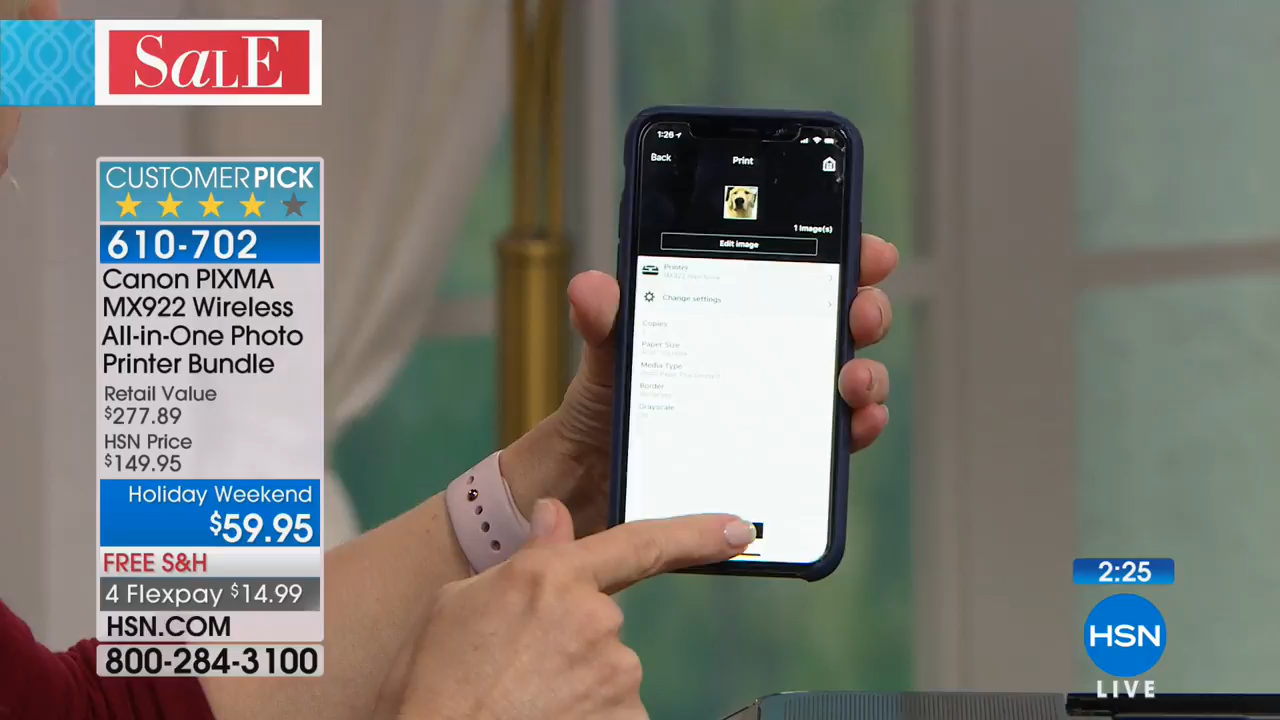 SaLE
CUSTOMER PICK
610-702
Canon PIXMA
MX922 Wireless
All-in-One Photo
Printer Bundle
Retail Value
$277.89
HSN Price
$149.95
Holiday Weekend
$59.95
FREE S&H
4 Flexpay $14.99
HSN.COM
800-284-3100
1:26
Back
Print
1 image(s)
Edit image
Printer
Change settings
Copies
Paper Size
Media Type
Border
Grayscale
2:25
HSN
LIVE